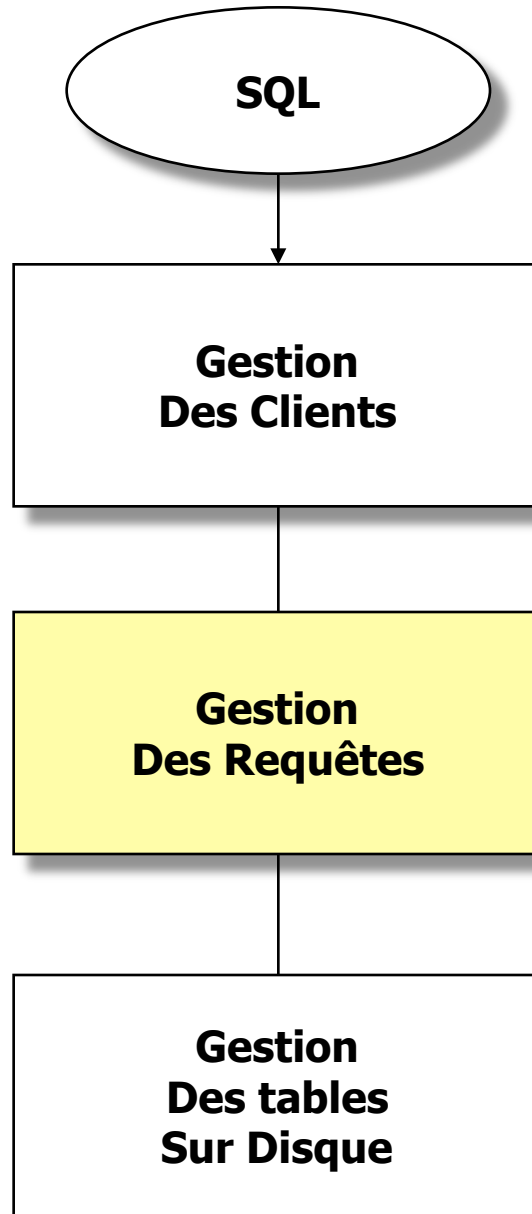 SQL
Gestion
Des Clients
Gestion
Des Requêtes
Gestion
Des tables
Sur Disque